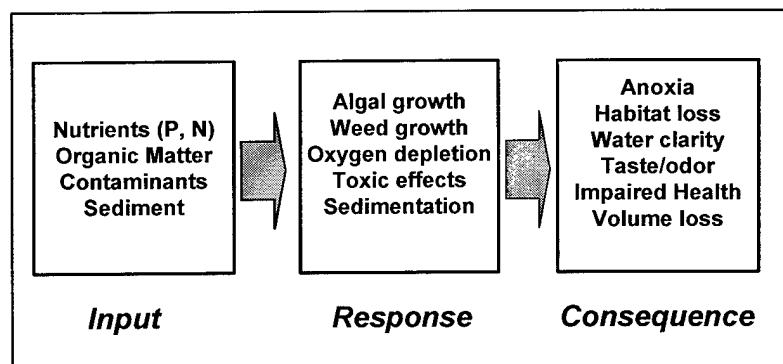 Nutrients (P, N)
Organic Matter
Contaminants
Sediment
Input
Algal growth
Weed growth
Oxygen depletion
Toxic effects
Sedimentation
Response
Anoxia
Habitat loss
Water clarity
Taste/odor
Impaired Health
Volume loss
Consequence